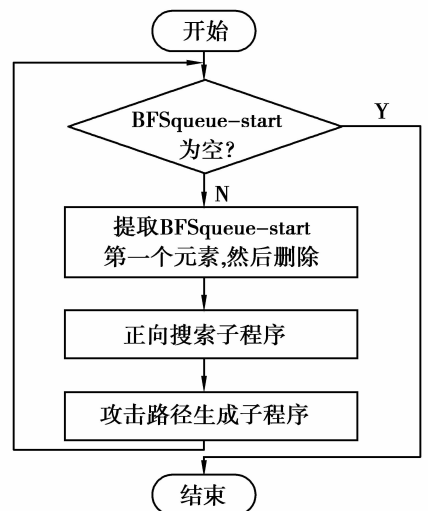 开始
BFSqueue-start
为空?
Y
N
提取BFSqueue-start
第一个元素,然后删除
正向搜索子程序
攻击路径生成子程序
结束